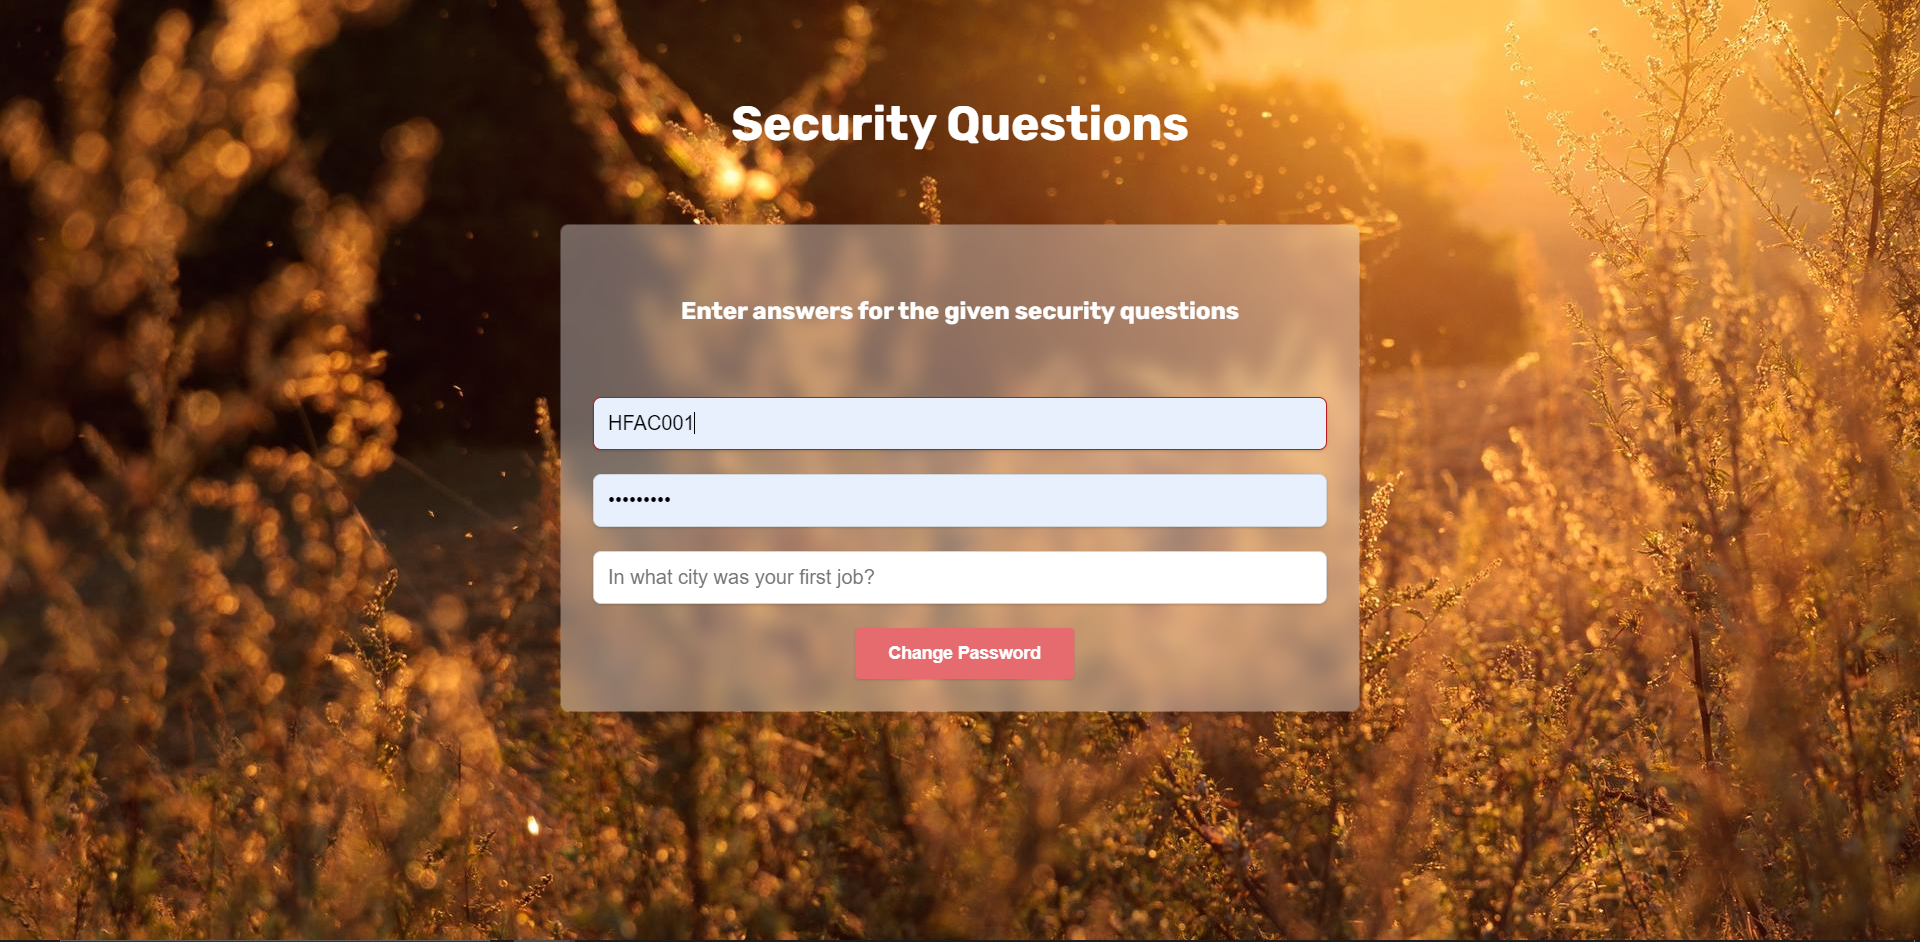 Security Questions
Enter answers for the given security questions
HFAC001
•••••••••
In what city was your first job?
Change Password